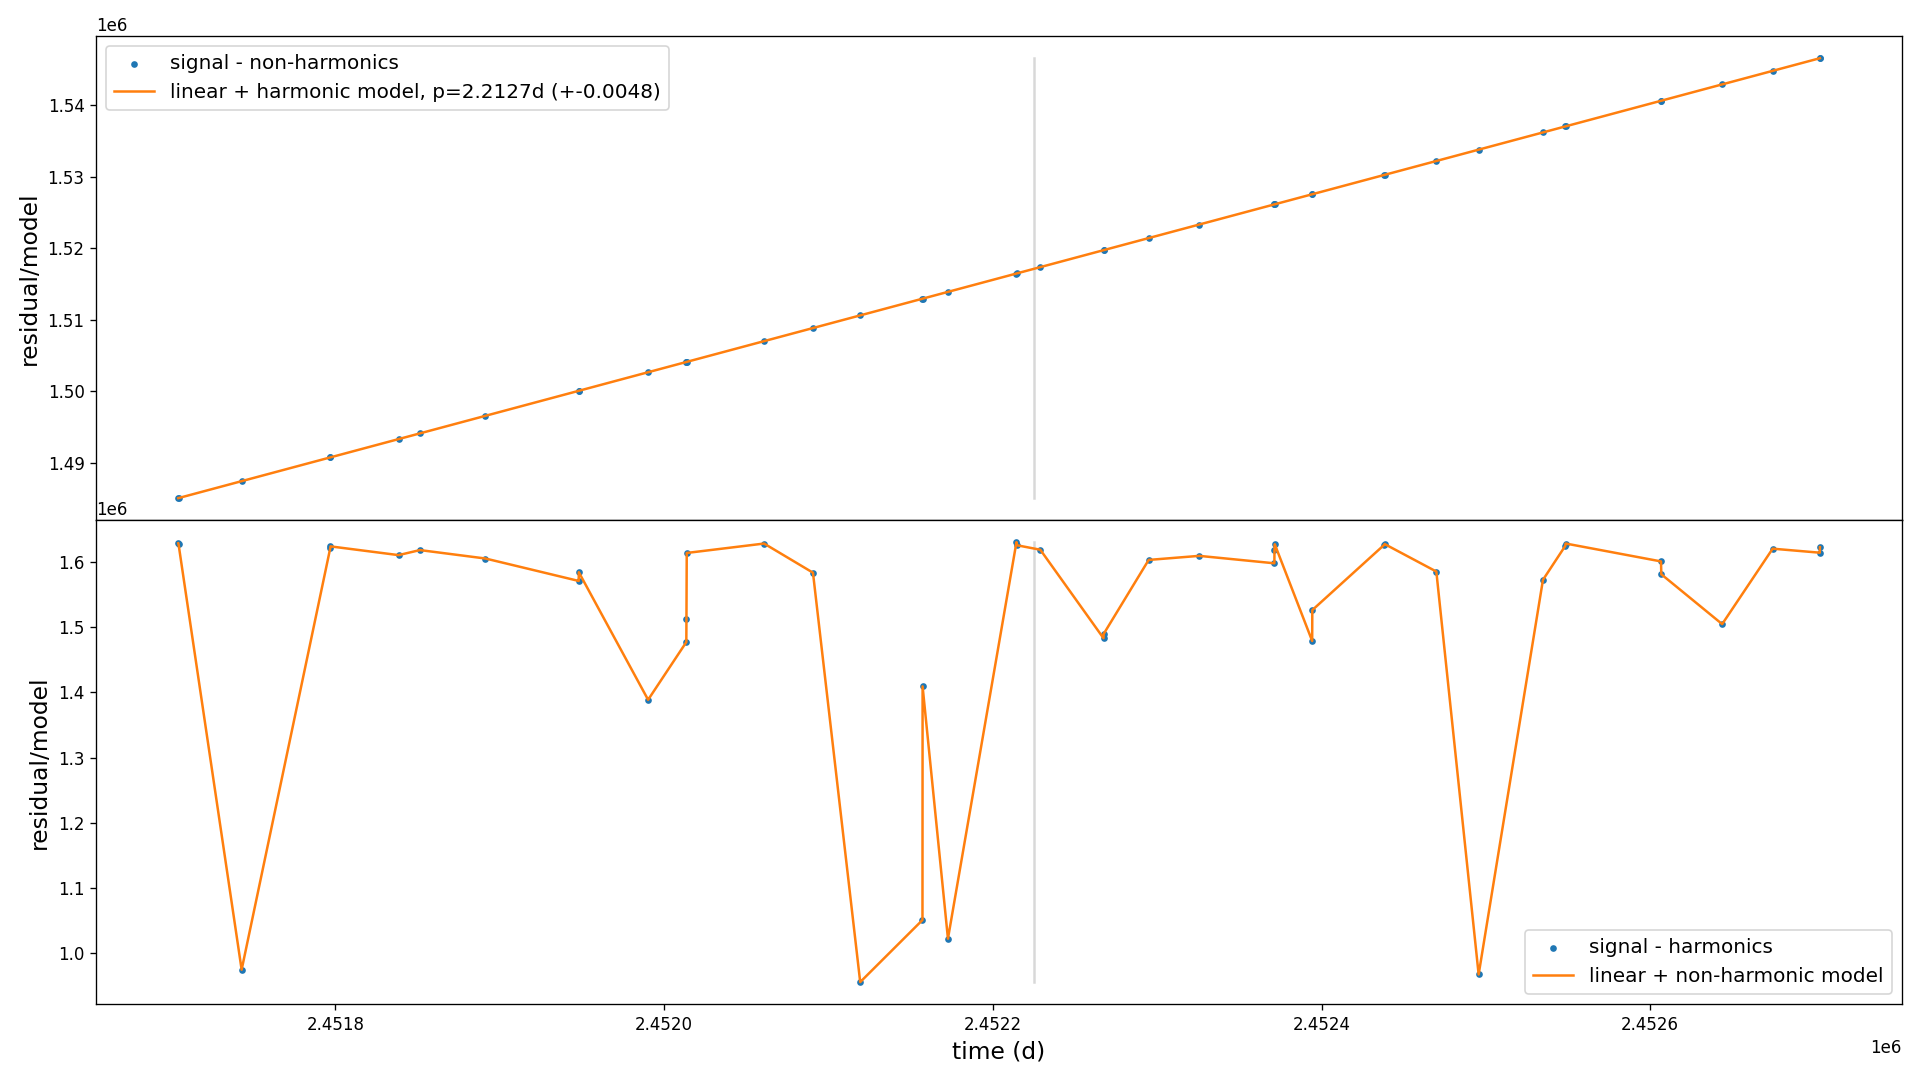 1e6
signal - non-harmonics
linear + harmonic model, p=2.2127d (+-0.0048)
1.54
1.53
1.52
1.51
1.50
1.49
residual/model
1e6
1.6
1.5
1.4
1.3
1.2
1.1
1.0
residual/model
signal - harmonics
linear + non-harmonic model
2.4518
2.4520
2.4522
2.4524
2.4526
time (d)
1e6